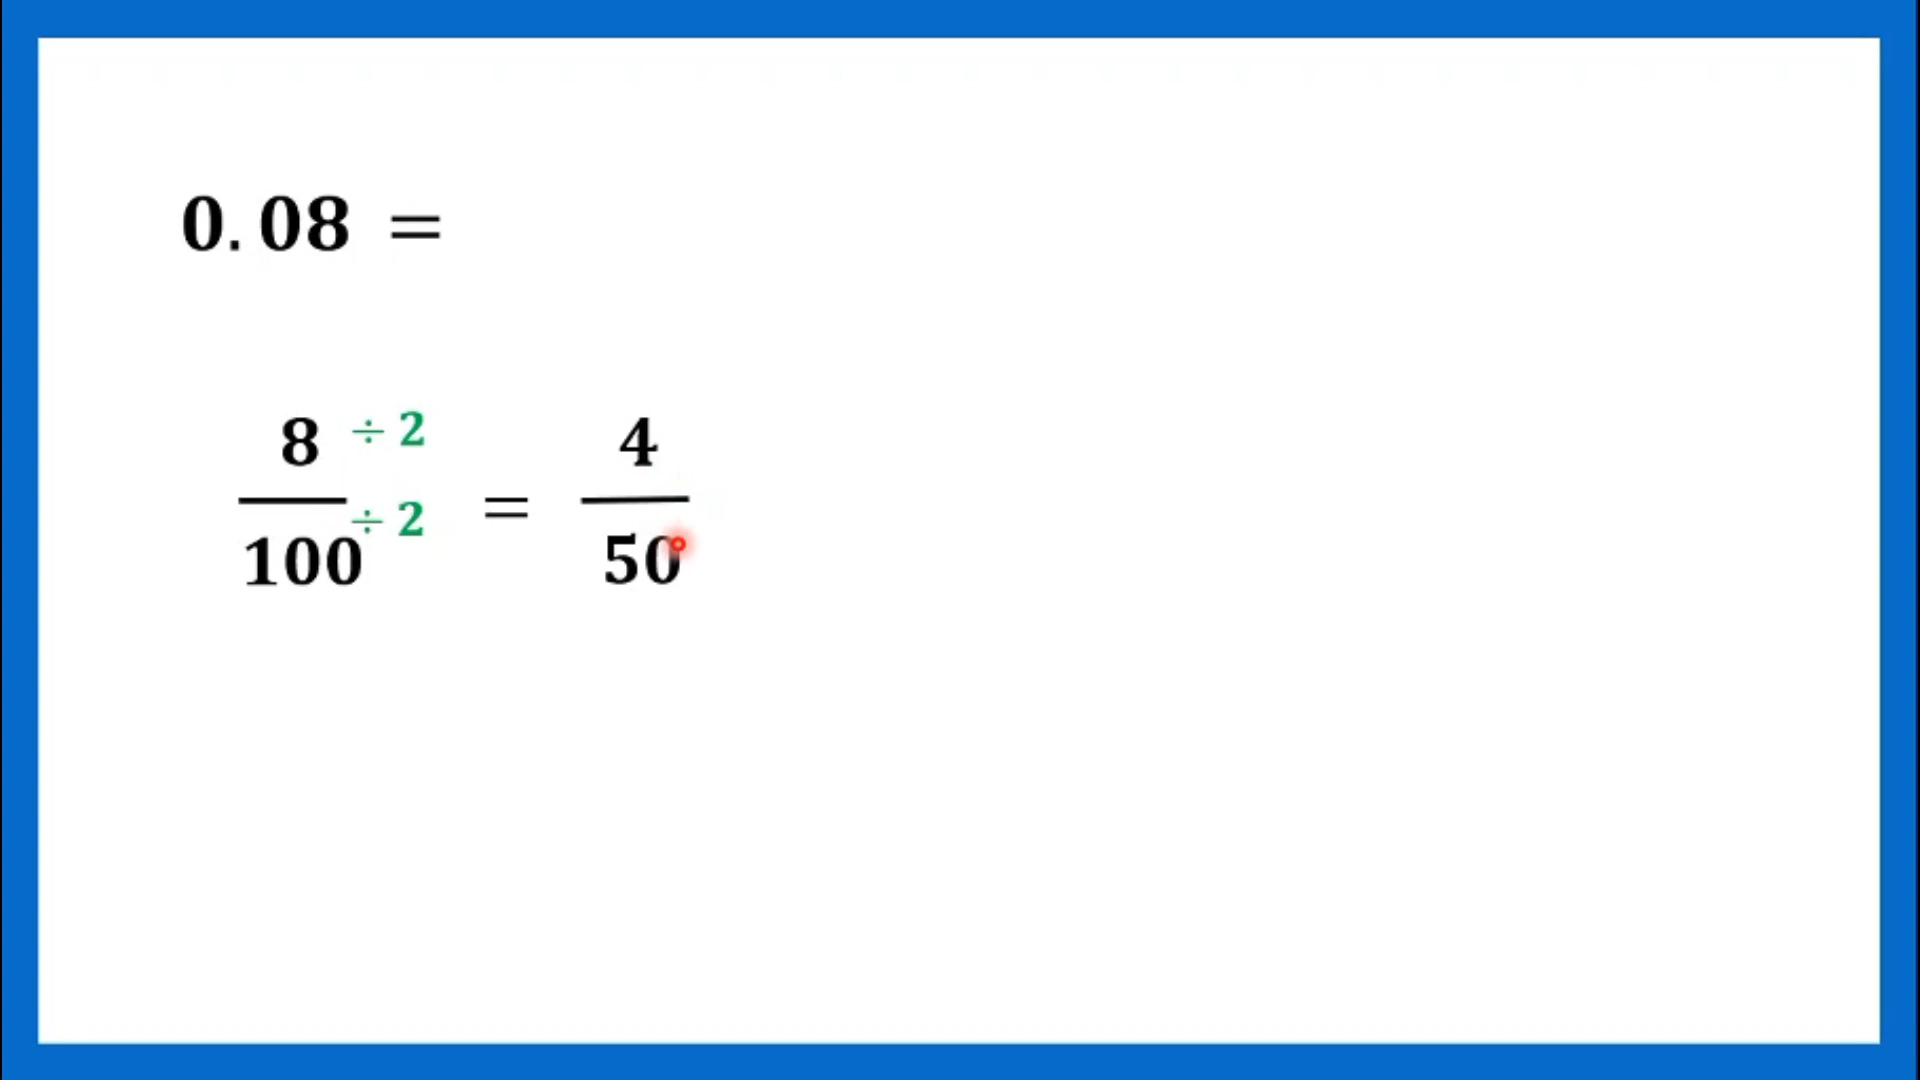 0.08 =
8 ÷ 2 4
÷ 2 =
100 50